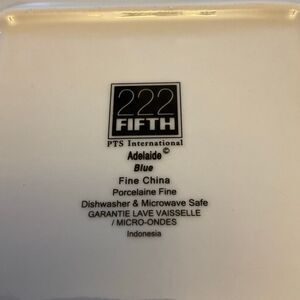 222
FIFTH
PTS International
Adelaide©
Blue
Fine China
Porcelaine Fine
Dishwasher & Microwave Safe
GARANTIE LAVE VAISSELLE
/ MICRO-ONDES
Indonesia